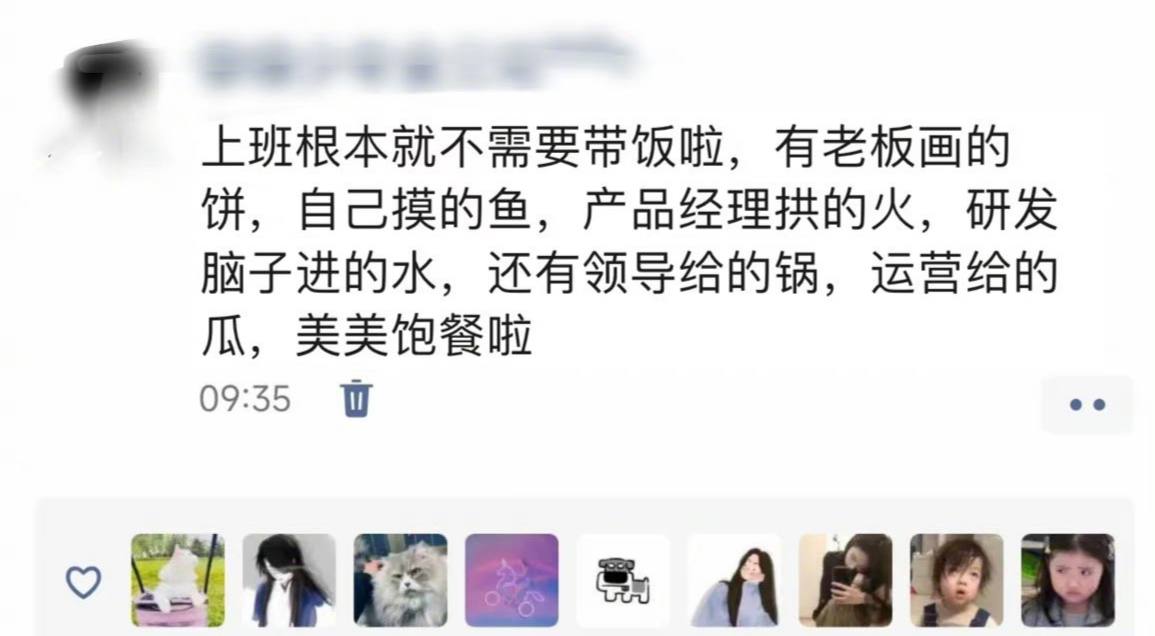 上班根本就不需要带饭啦，有老板画的
饼，自己摸的鱼，产品经理拱的火，研发
脑子进的水，还有领导给的锅，运营给的
瓜，美美饱餐啦
09:35